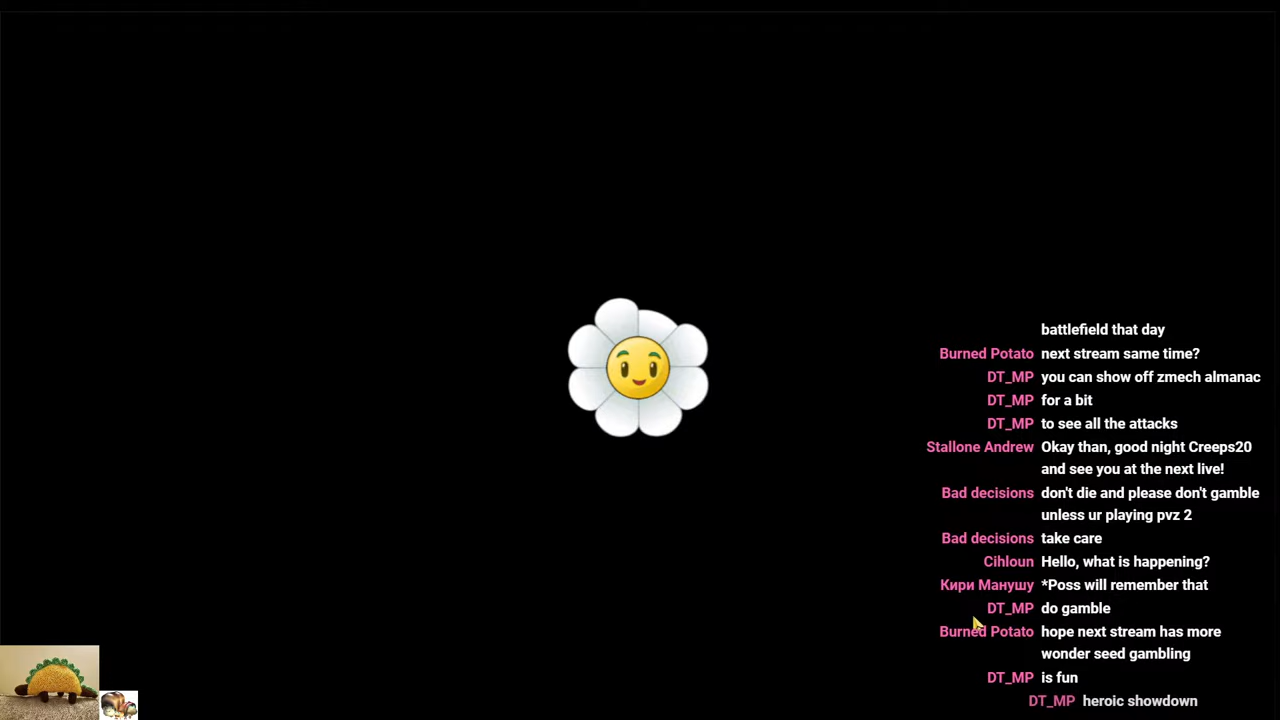 battlefield that day
Burned Potato next stream same time?
DT_MP you can show off zmech almanac
DT_MP for a bit
DT_MP to see all the attacks
Stallone Andrew Okay than, good night Creeps20
and see you at the next live!
Bad decisions don't die and please don't gamble
unless ur playing pvz 2
Bad decisions take care
Cihloun Hello, what is happening?
Кири Манушу *Poss will remember that
DT_MP do gamble
Burned Potato hope next stream has more
wonder seed gambling
DT_MP is fun
DT_MP heroic showdown